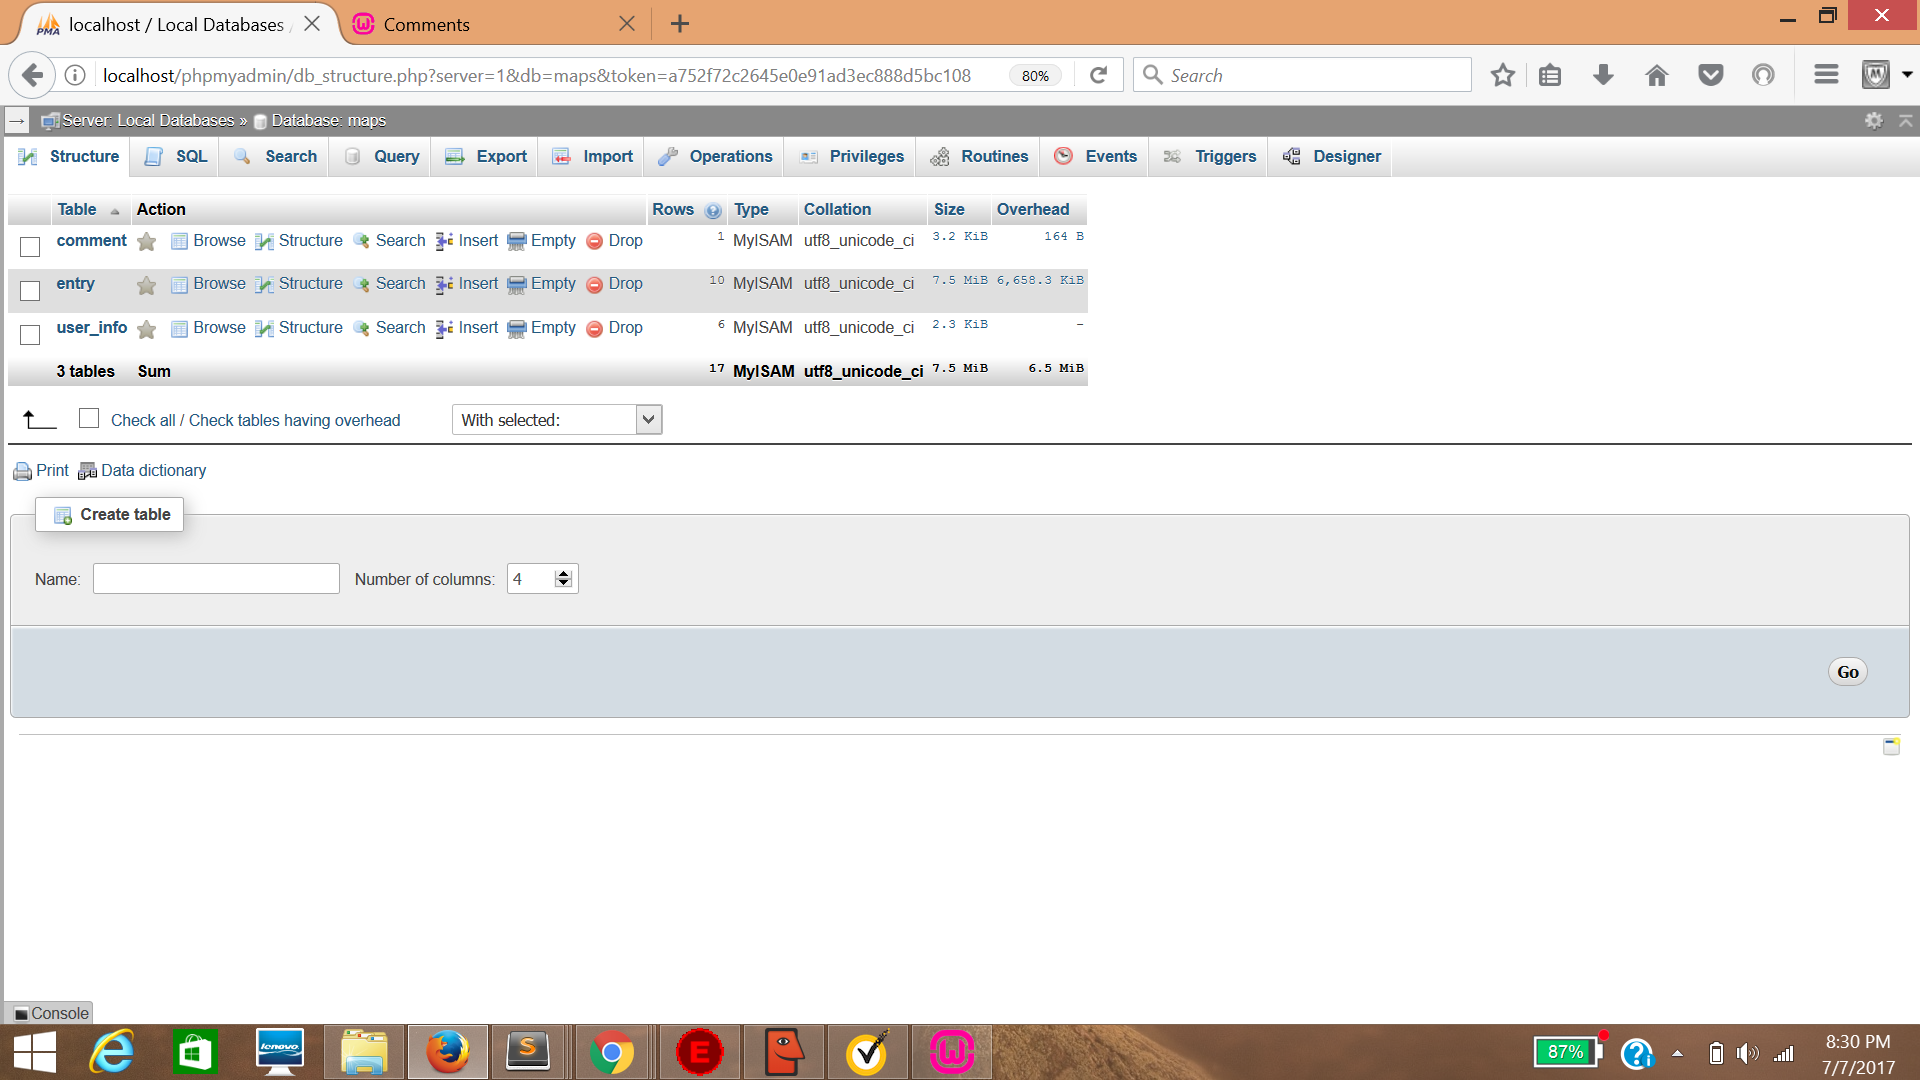 localhost / Local Databases /
Comments
localhost/phpmyadmin/db_structure.php?server=1&db=maps&token=a752f72c2645e0e91ad3ec888d5bc108
80%
Search
Server: Local Databases » Database: maps
Structure SQL Search Query Export Import Operations Privileges Routines Events Triggers Designer
Table Action Rows Type Collation Size Overhead
comment Browse Structure Search Insert Empty Drop 1 MyISAM utf8_unicode_ci 3.2 KiB 164 B
entry Browse Structure Search Insert Empty Drop 10 MyISAM utf8_unicode_ci 7.5 MiB 6,658.3 KiB
user_info Browse Structure Search Insert Empty Drop 6 MyISAM utf8_unicode_ci 2.3 KiB -
3 tables Sum 17 MyISAM utf8_unicode_ci 7.5 MiB 6.5 MiB
Check all / Check tables having overhead With selected:
Print Data dictionary
Create table
Name: Number of columns: 4
Go
Console
lenovo
87%
8:30 PM
7/7/2017